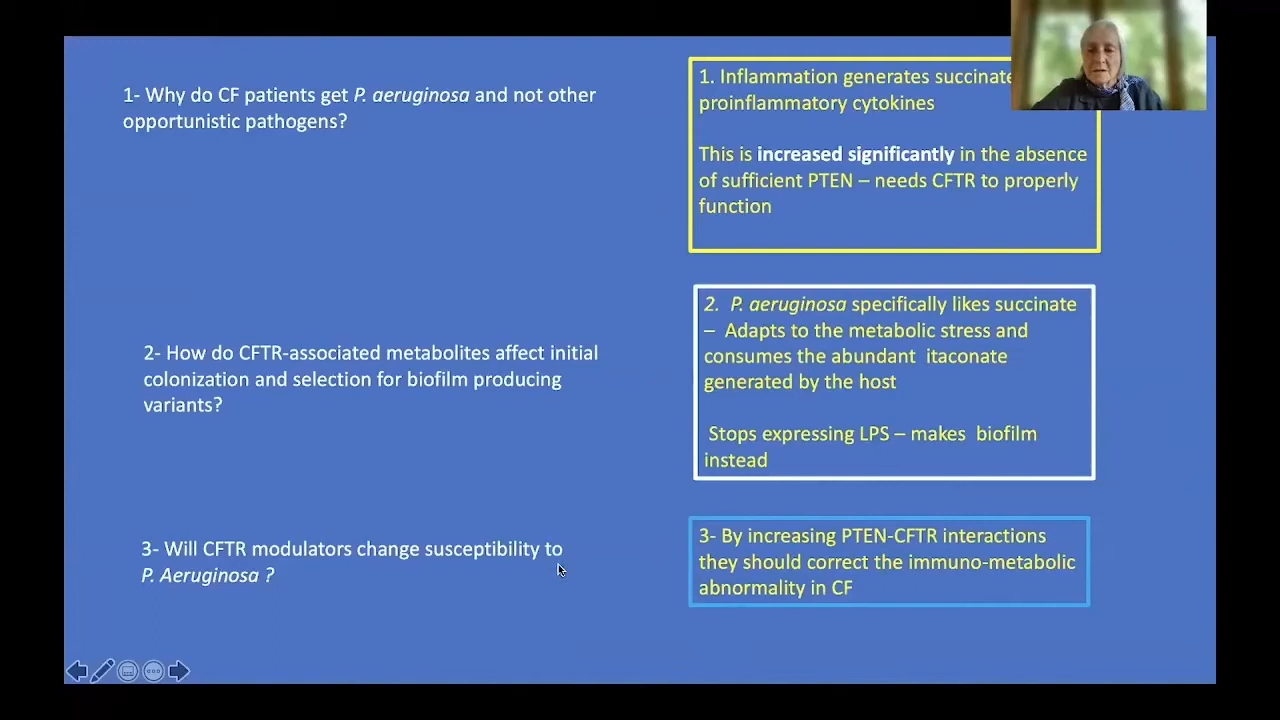 1- Why do CF patients get P. aeruginosa and not other
opportunistic pathogens?
1. Inflammation generates succinate
proinflammatory cytokines
This is increased significantly in the absence
of sufficient PTEN – needs CFTR to properly
function
2- How do CFTR-associated metabolites affect initial
colonization and selection for biofilm producing
variants?
2. P. aeruginosa specifically likes succinate
– Adapts to the metabolic stress and
consumes the abundant itaconate
generated by the host
Stops expressing LPS – makes biofilm
instead
3- Will CFTR modulators change susceptibility to
P. Aeruginosa ?
3- By increasing PTEN-CFTR interactions
they should correct the immuno-metabolic
abnormality in CF